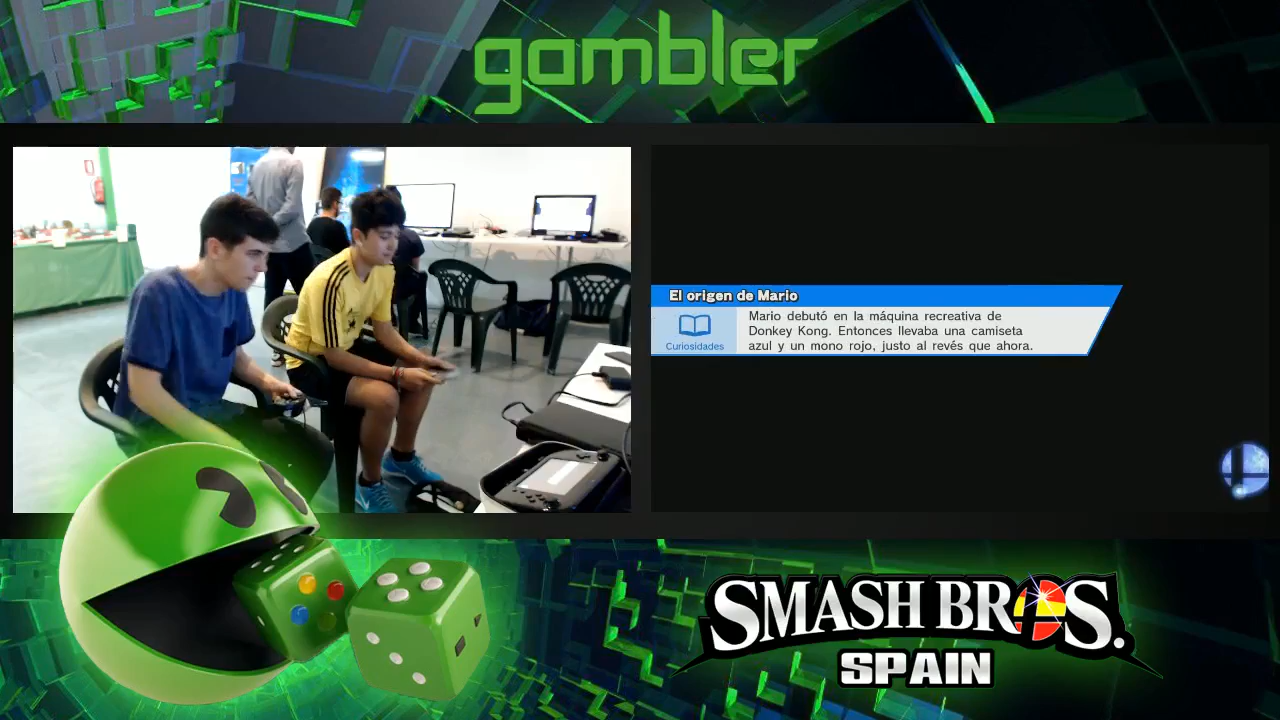 gambler
El origen de Mario
Mario debutó en la máquina recreativa de
Donkey Kong. Entonces llevaba una camiseta
azul y un mono rojo, justo al revés que ahora.
Curiosidades
SMASH BROS.
SPAIN